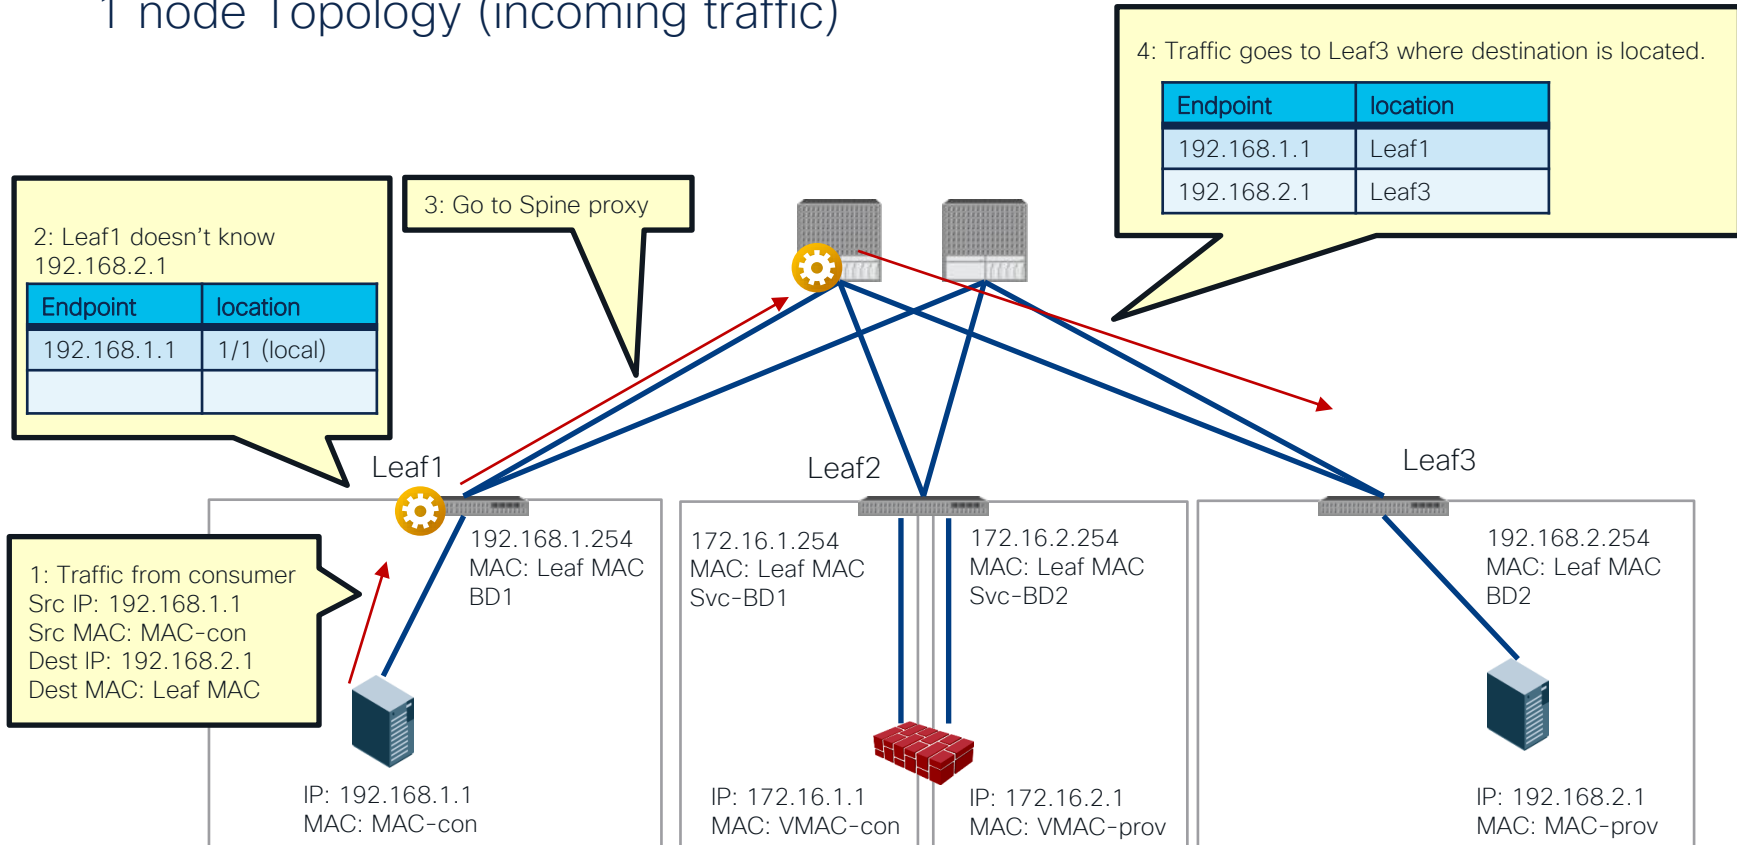 1 node Topology (incoming traffic)
4: Traffic goes to Leaf3 where destination is located.
Endpoint location
192.168.1.1 Leaf1
192.168.2.1 Leaf3
3: Go to Spine proxy
2: Leaf1 doesn't know
192.168.2.1
Endpoint location
192.168.1.1 1/1 (local)
Leaf1
Leaf2
Leaf3
1: Traffic from consumer
Src IP: 192.168.1.1
Src MAC: MAC-con
Dest IP: 192.168.2.1
Dest MAC: Leaf MAC
192.168.1.254
MAC: Leaf MAC
BD1
172.16.1.254
MAC: Leaf MAC
Svc-BD1
172.16.2.254
MAC: Leaf MAC
Svc-BD2
192.168.2.254
MAC: Leaf MAC
BD2
IP: 192.168.1.1
MAC: MAC-con
IP: 172.16.1.1
MAC: VMAC-con
IP: 172.16.2.1
MAC: VMAC-prov
IP: 192.168.2.1
MAC: MAC-prov